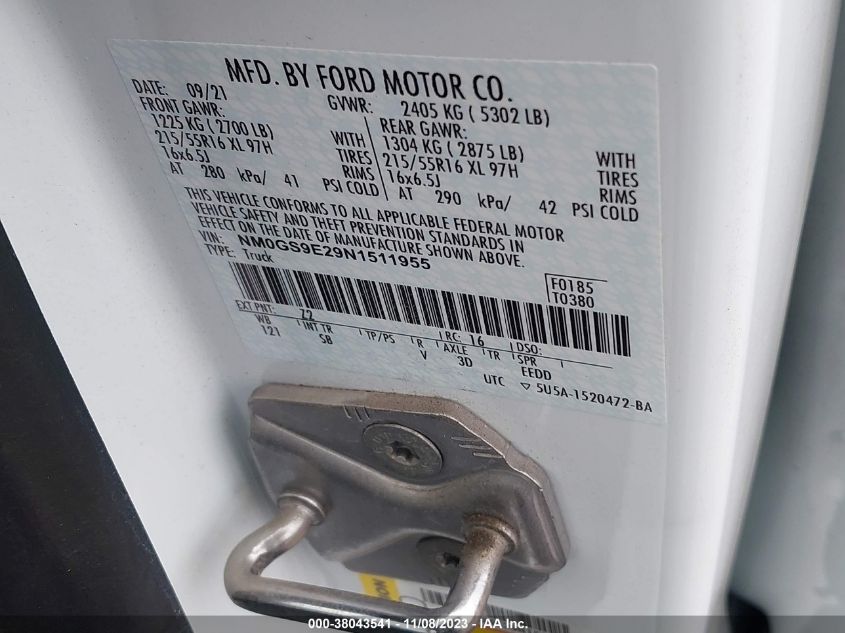 MFD. BY FORD MOTOR CO.
DATE: 09/21 GVWR: 2405 KG ( 5302 LB)
FRONT GAWR: REAR GAWR:
1225 KG ( 2700 LB) WITH 1304 KG ( 2875 LB) WITH
215/55R16 XL 97H TIRES 215/55R16 XL 97H TIRES
16x6.5J RIMS 16x6.5J RIMS
AT 280 kPa/ 41 PSI COLD AT 290 kPa/ 42 PSI COLD
THIS VEHICLE CONFORMS TO ALL APPLICABLE FEDERAL MOTOR
VEHICLE SAFETY AND THEFT PREVENTION STANDARDS IN
EFFECT ON THE DATE OF MANUFACTURE SHOWN ABOVE.
VIN: NM0GS9E29N1511955
TYPE: Truck
F0185
T0380
EXT PNT: Z2 RC: 16 DSO:
WB INT TR TP/PS R AXLE TR SPR
121 SB V 3D EEDD
UTC ▽ 5U5A-1520472-BA
000-38043541 - 11/08/2023 - IAA Inc.